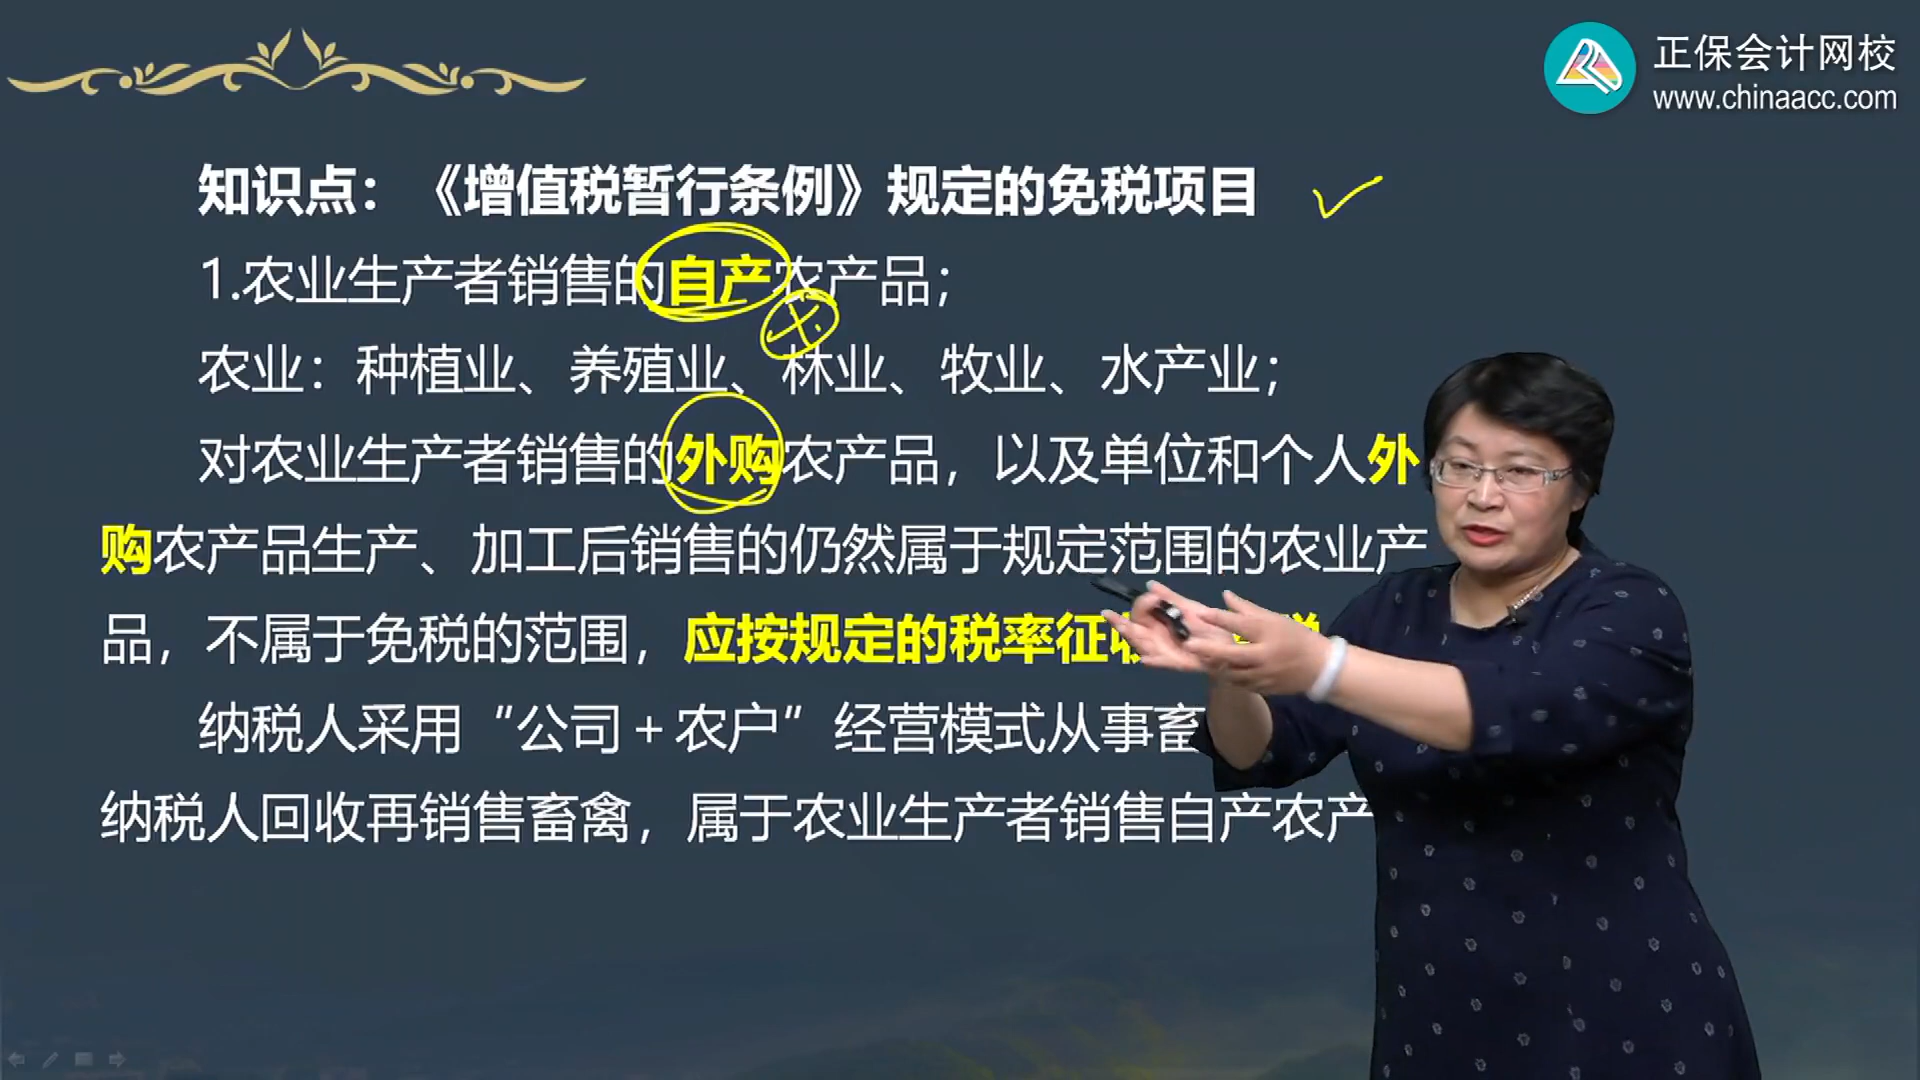 正保会计网校
www.chinaacc.com
知识点：《增值税暂行条例》规定的免税项目
1.农业生产者销售的自产农产品；
农业：种植业、养殖业、林业、牧业、水产业；
对农业生产者销售的外购农产品，以及单位和个人外
购农产品生产、加工后销售的仍然属于规定范围的农业产
品，不属于免税的范围，应按规定的税率征收
纳税人采用“公司＋农户”经营模式从事畜
纳税人回收再销售畜禽，属于农业生产者销售自产农产